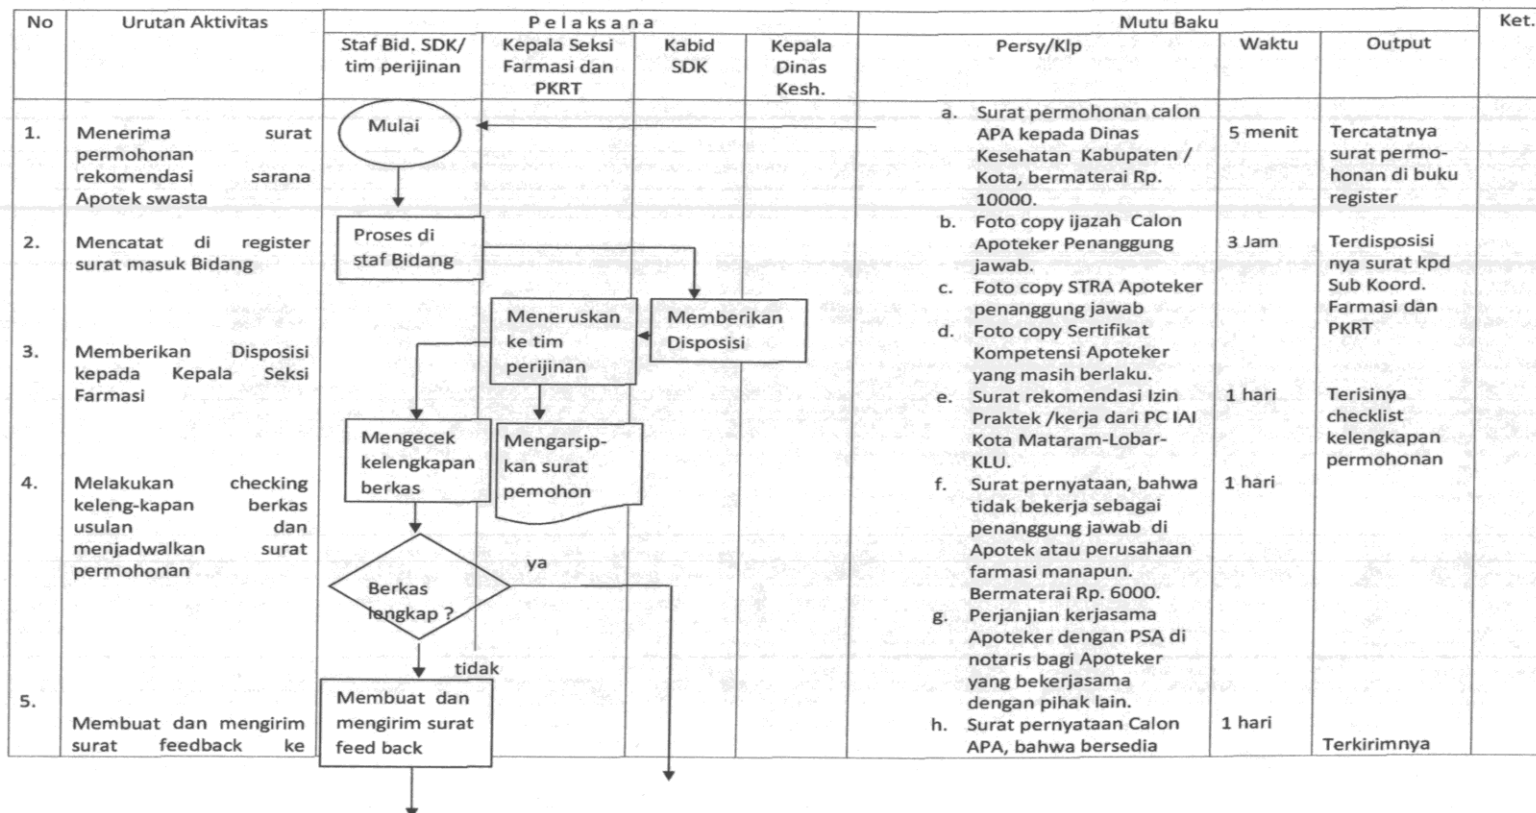 No
Urutan Aktivitas
P e l a k s a n a
Mutu Baku
Ket.
Staf Bid. SDK/
tim perijinan
Kepala Seksi
Farmasi dan
PKRT
Kabid
SDK
Kepala
Dinas
Kesh.
Persy/Klp
Waktu
Output
1.
Menerima surat
permohonan
rekomendasi sarana
Apotek swasta
2.
Mencatat di register
surat masuk Bidang
3.
Memberikan Disposisi
kepada Kepala Seksi
Farmasi
4.
Melakukan checking
keleng-kapan berkas
usulan dan
menjadwalkan surat
permohonan
5.
Membuat dan mengirim
surat feedback ke
Mulai
Proses di
staf Bidang
Meneruskan
ke tim
perijinan
Memberikan
Disposisi
Mengecek
kelengkapan
berkas
Mengarsip-
kan surat
pemohon
Berkas
lengkap ?
ya
tidak
Membuat dan
mengirim surat
feed back
a. Surat permohonan calon
APA kepada Dinas
Kesehatan Kabupaten /
Kota, bermaterai Rp.
10000.
b. Foto copy ijazah Calon
Apoteker Penanggung
jawab.
c. Foto copy STRA Apoteker
penanggung jawab
d. Foto copy Sertifikat
Kompetensi Apoteker
yang masih berlaku.
e. Surat rekomendasi Izin
Praktek /kerja dari PC IAI
Kota Mataram-Lobar-
KLU.
f. Surat pernyataan, bahwa
tidak bekerja sebagai
penanggung jawab di
Apotek atau perusahaan
farmasi manapun.
Bermaterai Rp. 6000.
g. Perjanjian kerjasama
Apoteker dengan PSA di
notaris bagi Apoteker
yang bekerjasama
dengan pihak lain.
h. Surat pernyataan Calon
APA, bahwa bersedia
5 menit
3 Jam
1 hari
1 hari
1 hari
Tercatatnya
surat permo-
honan di buku
register
Terdisposisi
nya surat kpd
Sub Koord.
Farmasi dan
PKRT
Terisinya
checklist
kelengkapan
permohonan
Terkirimnya